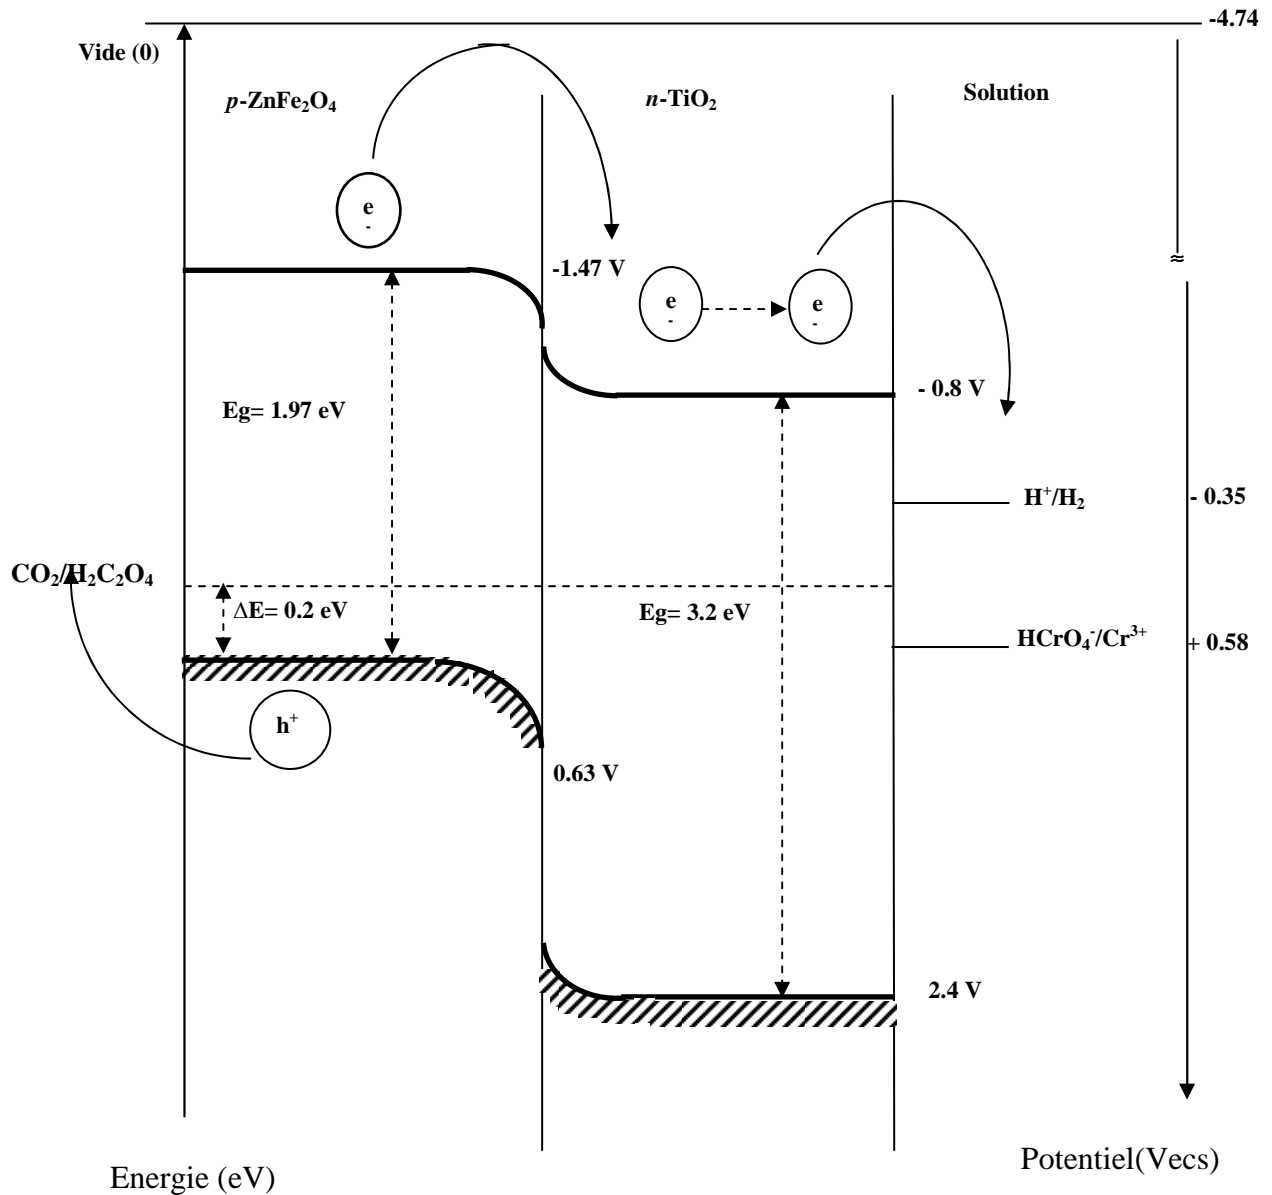 -4.74
Vide (0)
p-ZnFe₂O₄
n-TiO₂
Solution
e
-
-1.47 V
e
-
e
-
≈
- 0.8 V
Eg= 1.97 eV
H⁺/H₂
- 0.35
CO₂/H₂C₂O₄
ΔE= 0.2 eV
Eg= 3.2 eV
HCrO₄⁻/Cr³⁺
+ 0.58
h⁺
0.63 V
2.4 V
Potentiel(Vecs)
Energie (eV)